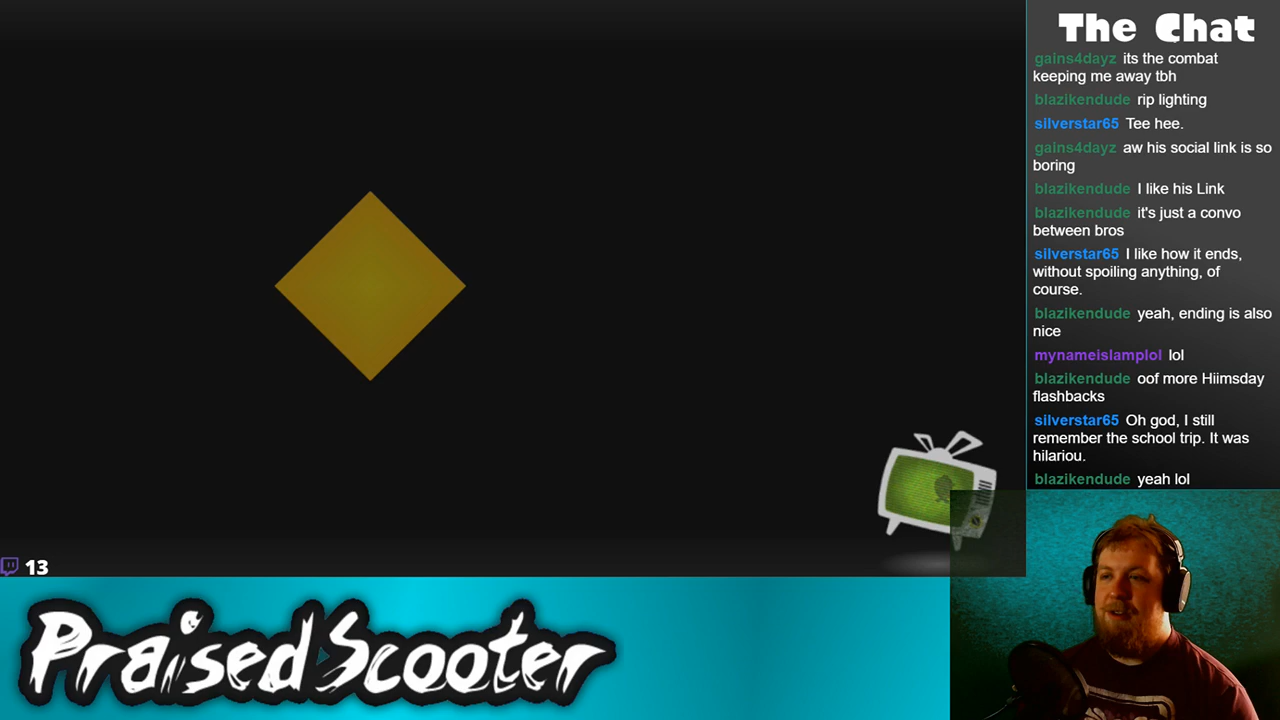 The Chat
gains4dayz its the combat
keeping me away tbh
blazikendude rip lighting
silverstar65 Tee hee.
gains4dayz aw his social link is so
boring
blazikendude I like his Link
blazikendude it's just a convo
between bros
silverstar65 I like how it ends,
without spoiling anything, of
course.
blazikendude yeah, ending is also
nice
mynameislamplol lol
blazikendude oof more Hiimsday
flashbacks
silverstar65 Oh god, I still
remember the school trip. It was
hilariou.
blazikendude yeah lol
13
PraisedScooter